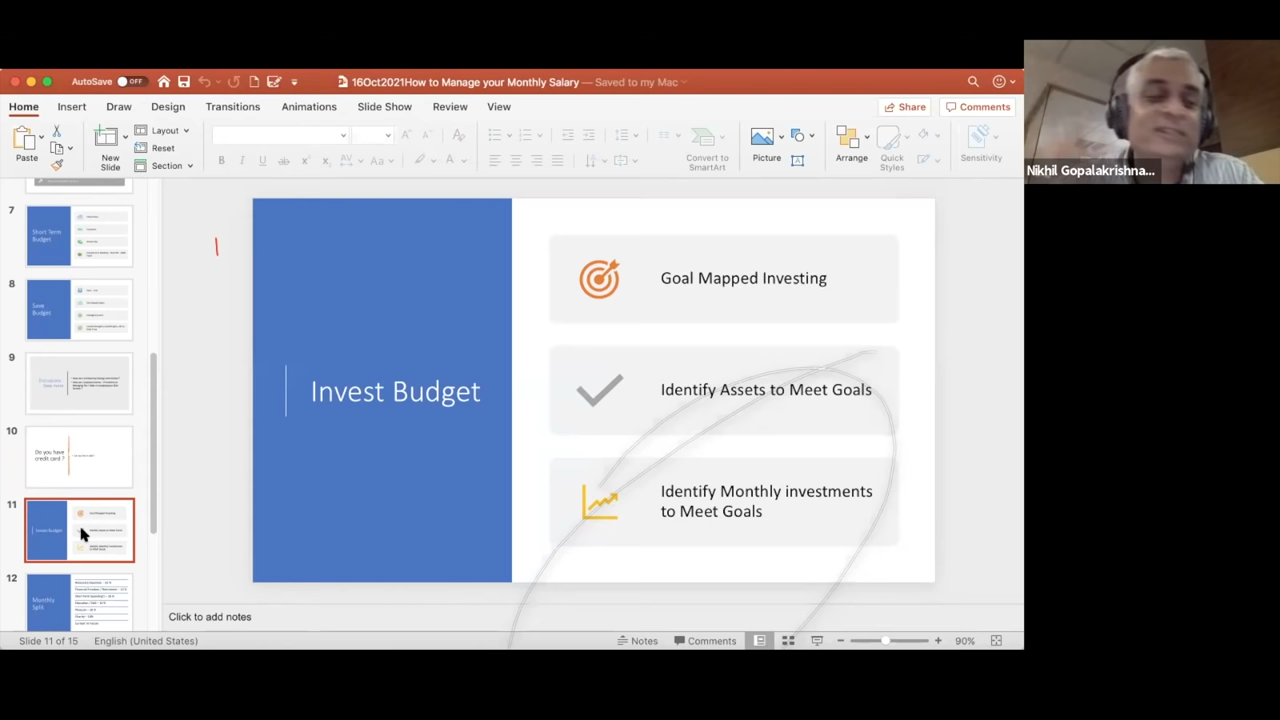 AutoSave OFF
16Oct2021How to Manage your Monthly Salary — Saved to my Mac
Home Insert Draw Design Transitions Animations Slide Show Review View Share Comments
Paste
New Slide
Layout
Reset
Section
Convert to SmartArt
Picture
Arrange
Quick Styles
Sensitivity
Nikhil Gopalakrishna...
7
Short Term
Budget
8
Save
Budget
9
10
Do you have
credit card ?
11
Invest Budget
12
Monthly
Split
Invest Budget
Goal Mapped Investing
Identify Assets to Meet Goals
Identify Monthly investments
to Meet Goals
Click to add notes
Slide 11 of 15 English (United States) Notes Comments 90%